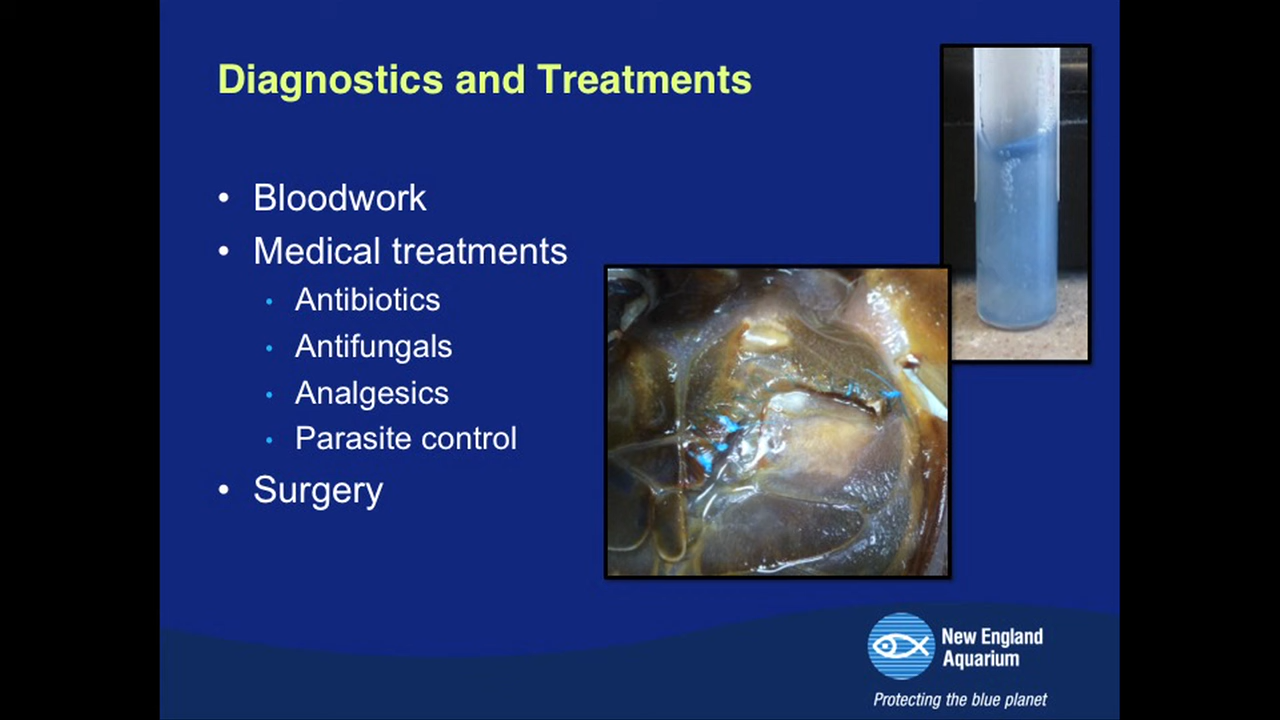 Diagnostics and Treatments
• Bloodwork
• Medical treatments
• Antibiotics
• Antifungals
• Analgesics
• Parasite control
• Surgery
New England
Aquarium
Protecting the blue planet